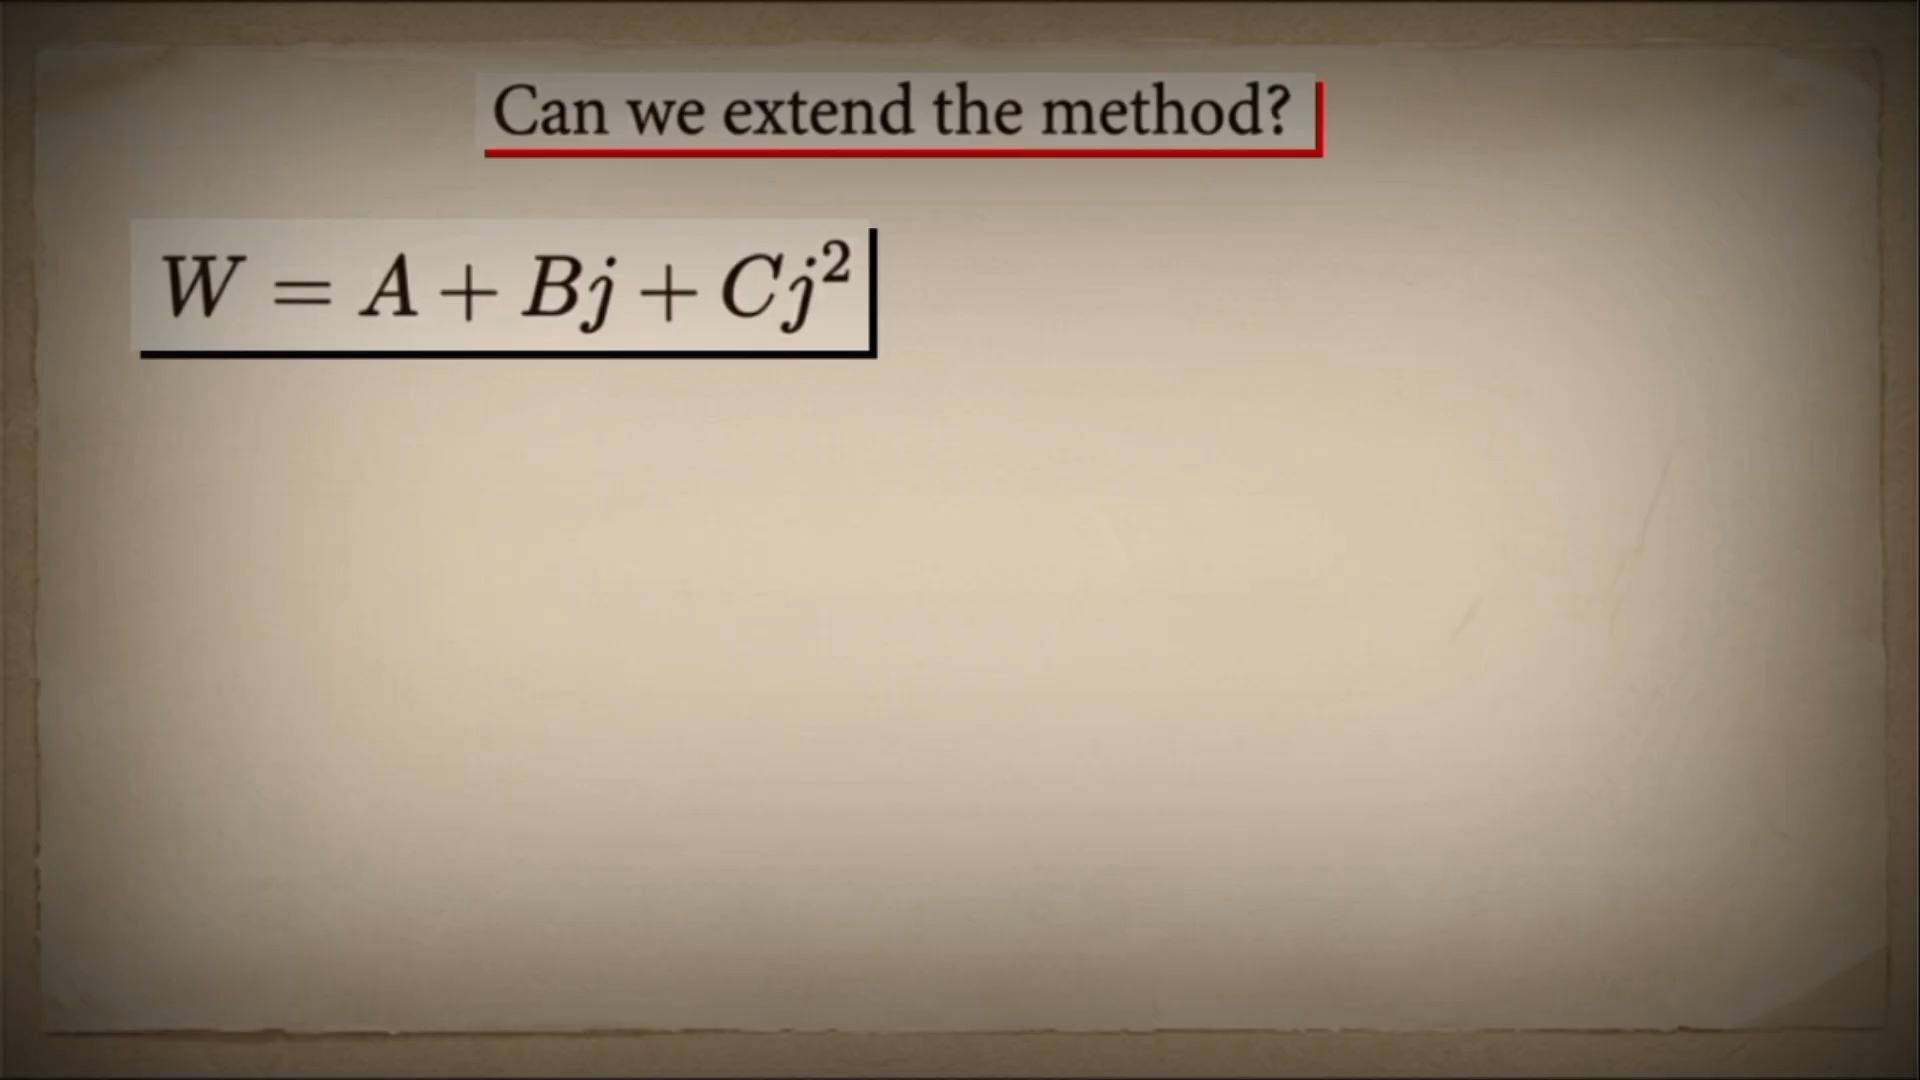 Can we extend the method?
W = A + Bj + Cj²